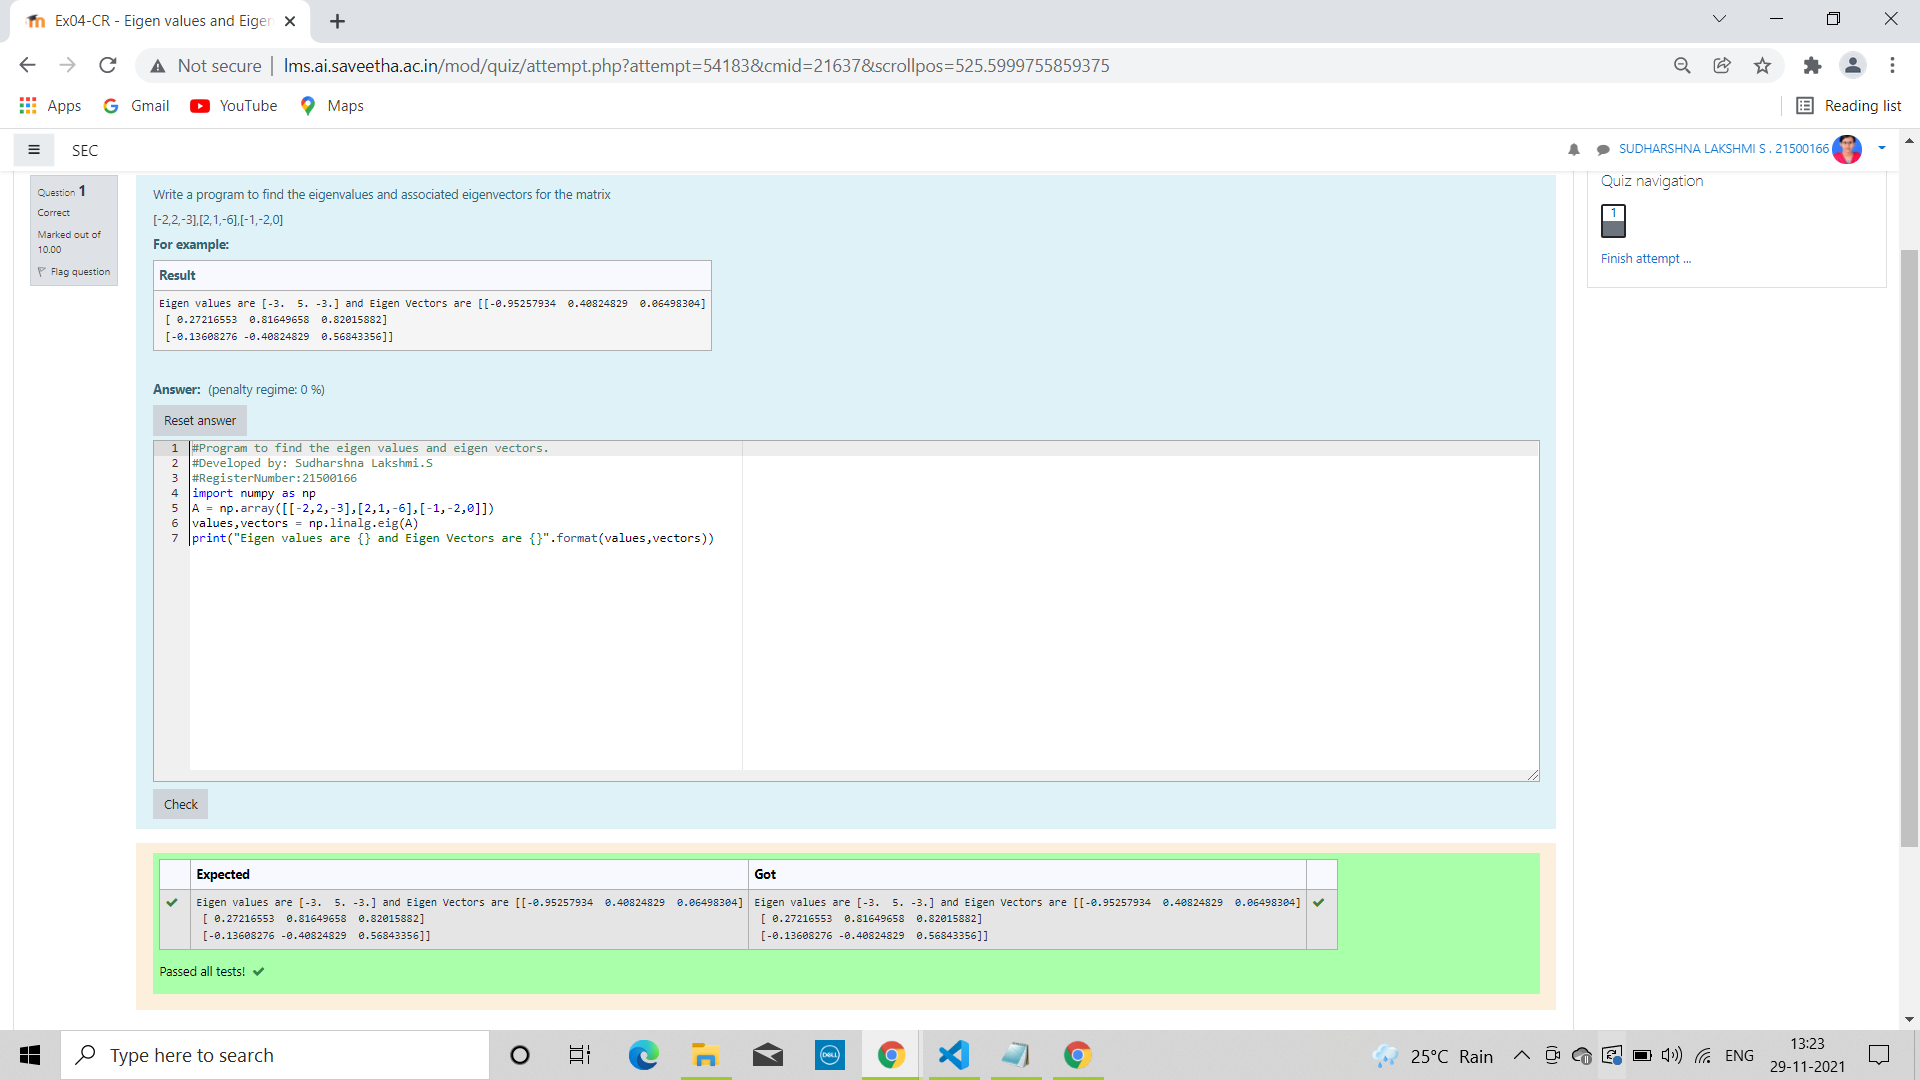 Ex04-CR - Eigen values and Eigen
Not secure | lms.ai.saveetha.ac.in/mod/quiz/attempt.php?attempt=54183&cmid=21637&scrollpos=525.5999755859375
Apps Gmail YouTube Maps Reading list
SEC SUDHARSHNA LAKSHMI S . 21500166
Question 1
Correct
Marked out of
10.00
Flag question
Write a program to find the eigenvalues and associated eigenvectors for the matrix
[-2,2,-3],[2,1,-6],[-1,-2,0]
For example:
Result
Eigen values are [-3.  5. -3.] and Eigen Vectors are [[-0.95257934  0.40824829  0.06498304]
[ 0.27216553  0.81649658  0.82015882]
[-0.13608276 -0.40824829  0.56843356]]
Answer: (penalty regime: 0 %)
Reset answer
1 #Program to find the eigen values and eigen vectors.
2 #Developed by: Sudharshna Lakshmi.S
3 #RegisterNumber:21500166
4 import numpy as np
5 A = np.array([[-2,2,-3],[2,1,-6],[-1,-2,0]])
6 values,vectors = np.linalg.eig(A)
7 print("Eigen values are {} and Eigen Vectors are {}".format(values,vectors))
Check
Expected Got
Eigen values are [-3.  5. -3.] and Eigen Vectors are [[-0.95257934  0.40824829  0.06498304] Eigen values are [-3.  5. -3.] and Eigen Vectors are [[-0.95257934  0.40824829  0.06498304]
[ 0.27216553  0.81649658  0.82015882] [ 0.27216553  0.81649658  0.82015882]
[-0.13608276 -0.40824829  0.56843356]] [-0.13608276 -0.40824829  0.56843356]]
Passed all tests!
Quiz navigation
1
Finish attempt ...
Type here to search
DELL
25°C Rain
ENG
13:23
29-11-2021